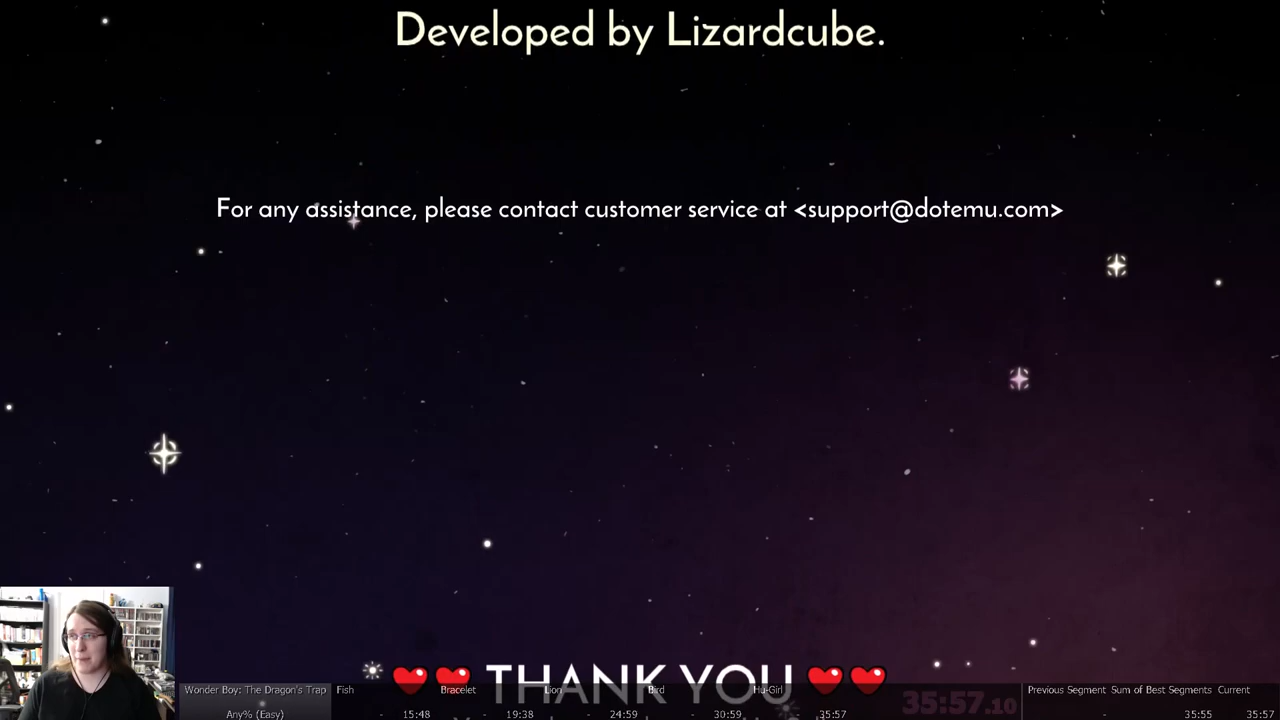 Developed by Lizardcube.
For any assistance, please contact customer service at <support@dotemu.com>
THANK YOU
Wonder Boy: The Dragon's Trap Fish Bracelet Lion Bird Hu-Girl 35:57.10 Previous Segment Sum of Best Segments Current
Any% (Easy) - 15:48 - 19:38 - 24:59 - 30:59 - 35:57 - 35:55 35:57